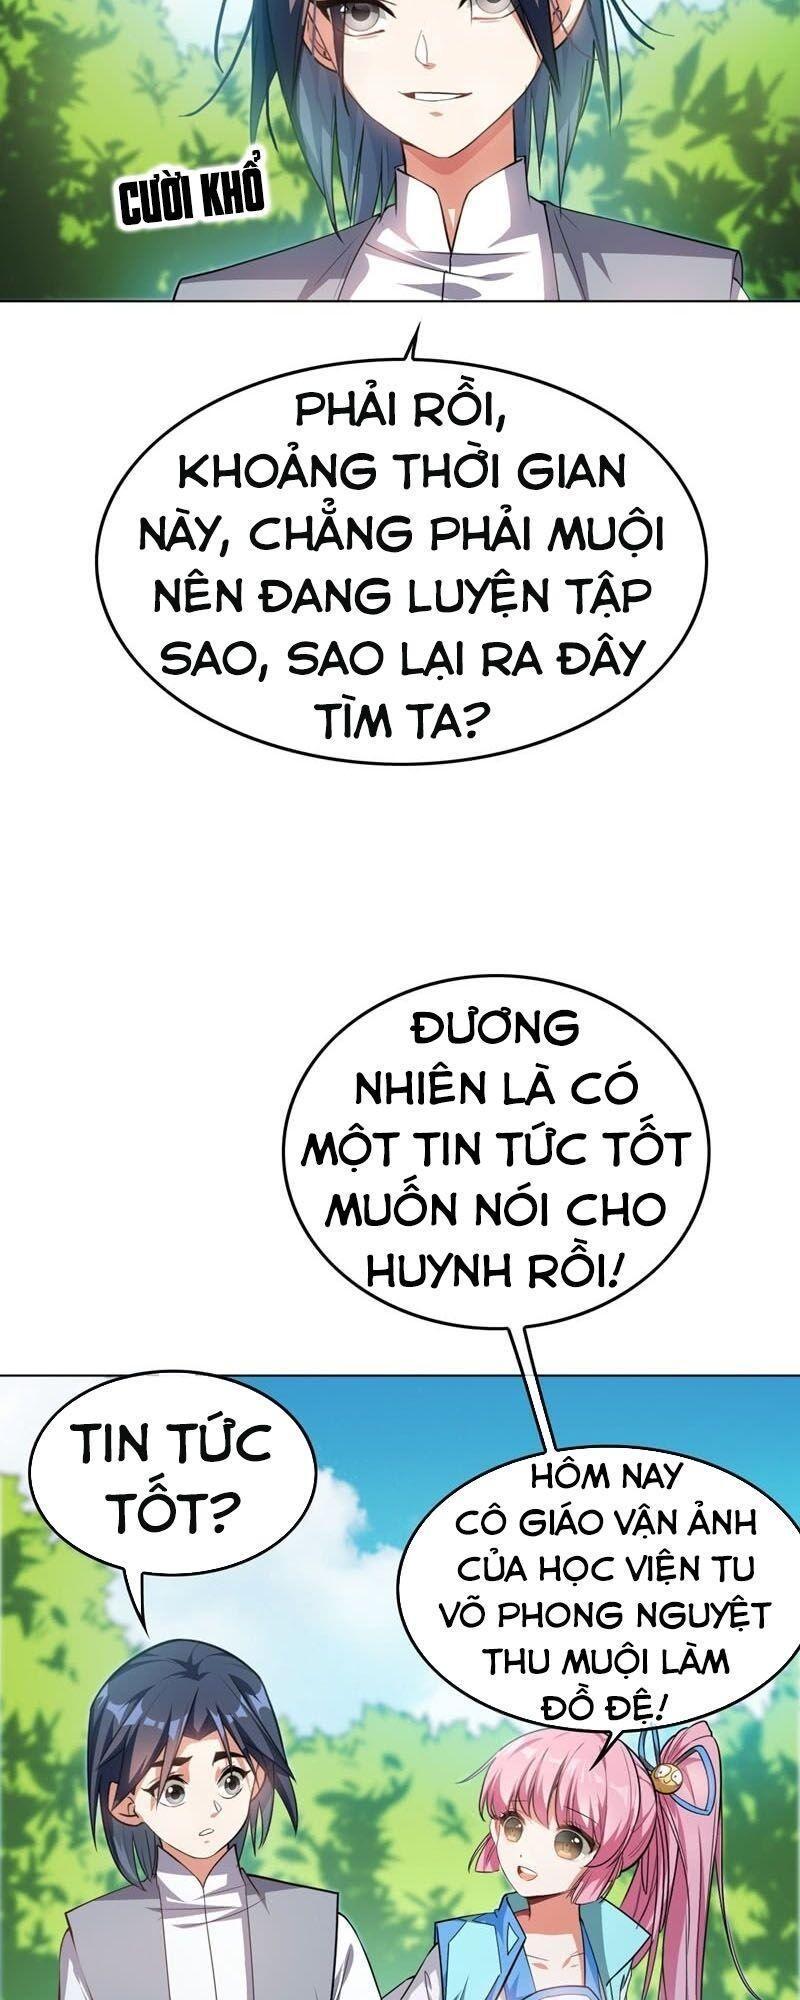 CƯỜI KHỔ
PHẢI RỒI,
KHOẢNG THỜI GIAN
NÀY, CHẲNG PHẢI MUỘI
NÊN ĐANG LUYỆN TẬP
SAO, SAO LẠI RA ĐÂY
TÌM TA?
ĐƯƠNG
NHIÊN LÀ CÓ
MỘT TIN TỨC TỐT
MUỐN NÓI CHO
HUYNH RỒI!
TIN TỨC
TỐT?
HÔM NAY
CÔ GIÁO VẬN ẢNH
CỦA HỌC VIỆN TU
VÕ PHONG NGUYỆT
THU MUỘI LÀM
ĐỒ ĐỆ!